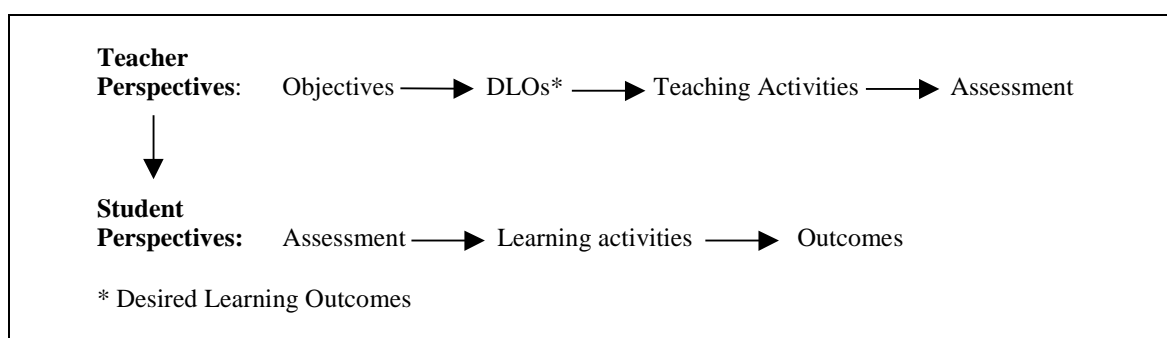 Teacher
Perspectives: Objectives DLOs* Teaching Activities Assessment
Student
Perspectives: Assessment Learning activities Outcomes
* Desired Learning Outcomes